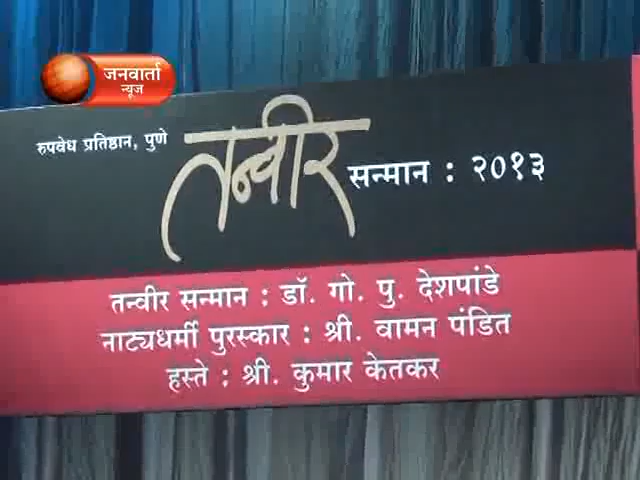 जनवार्ता
न्यूज
रुपवेध प्रतिष्ठान, पुणे
तन्वीर सन्मान : २०१३
तन्वीर सन्मान : डॉ. गो. पु. देशपांडे
नाट्यधर्मी पुरस्कार : श्री. वामन पंडित
हस्ते : श्री. कुमार केतकर